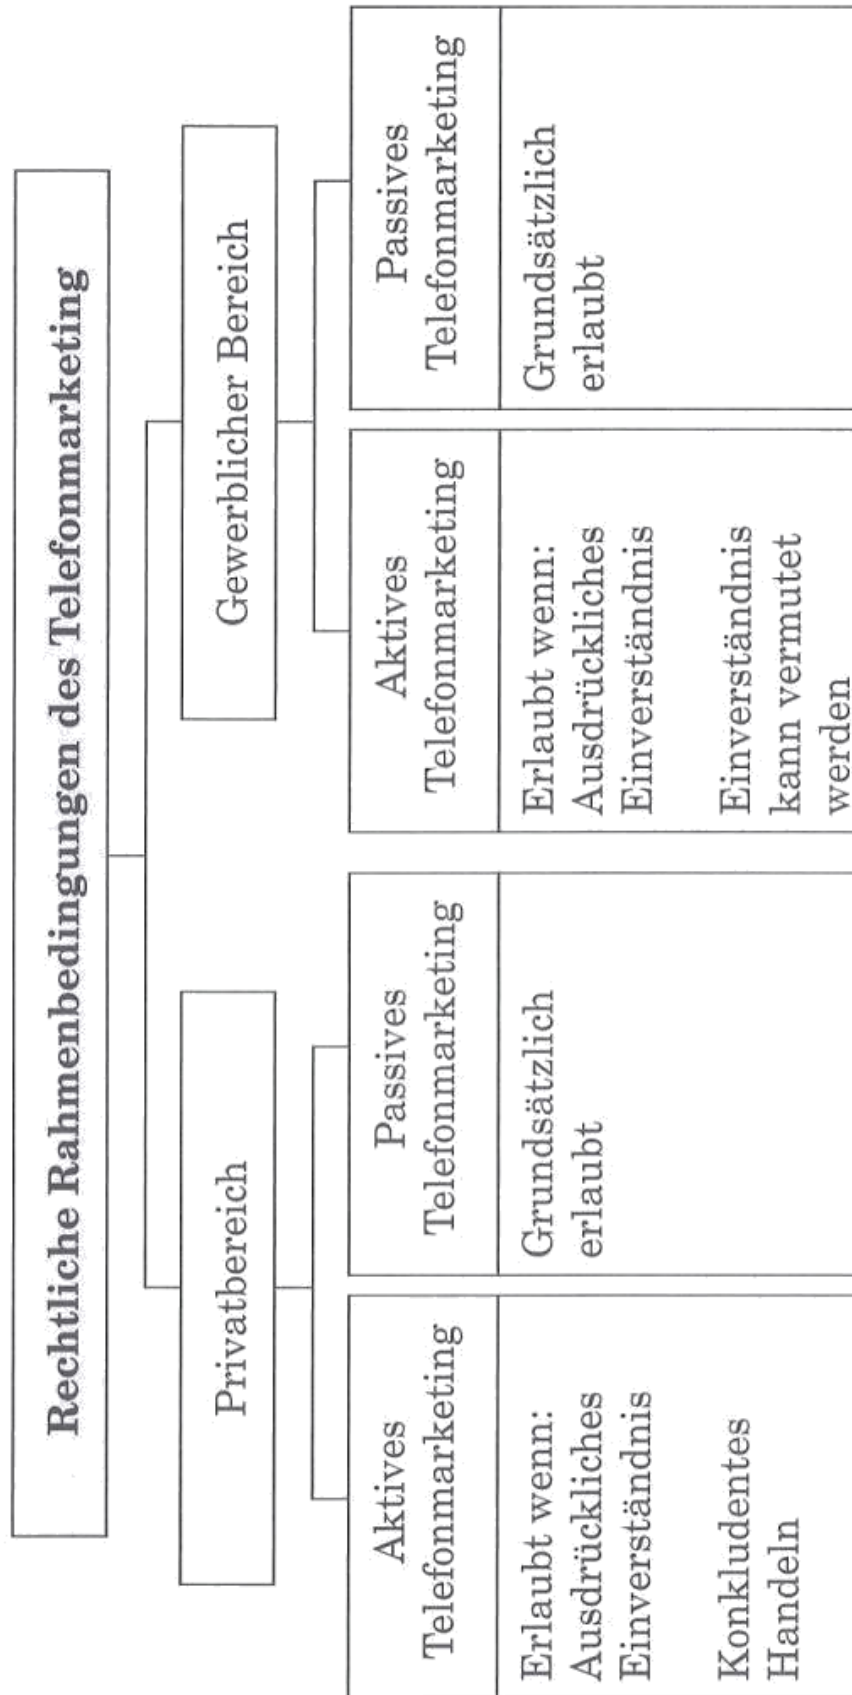 Rechtliche Rahmenbedingungen des Telefonmarketing
Privatbereich
Gewerblicher Bereich
Aktives
Telefonmarketing
Erlaubt wenn:
Ausdrückliches
Einverständnis
Konkludentes
Handeln
Passives
Telefonmarketing
Grundsätzlich
erlaubt
Aktives
Telefonmarketing
Erlaubt wenn:
Ausdrückliches
Einverständnis
Einverständnis
kann vermutet
werden
Passives
Telefonmarketing
Grundsätzlich
erlaubt